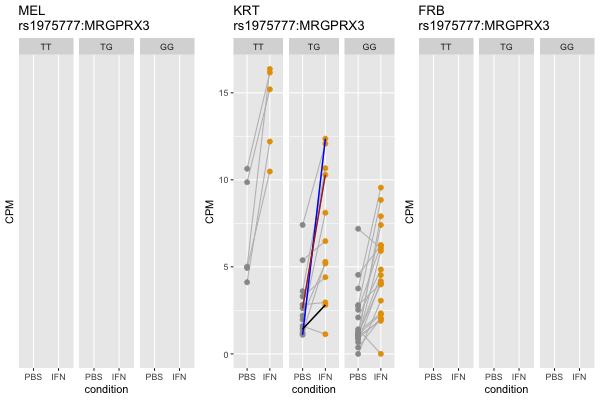 MEL
rs1975777:MRGPRX3
TT TG GG
CPM
PBS IFN PBS IFN PBS IFN
condition
KRT
rs1975777:MRGPRX3
TT TG GG
15
10
5
0
CPM
PBS IFN PBS IFN PBS IFN
condition
FRB
rs1975777:MRGPRX3
TT TG GG
CPM
PBS IFN PBS IFN PBS IFN
condition